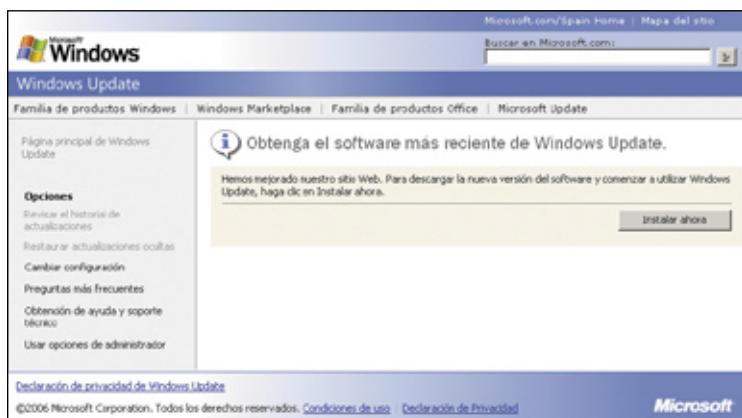 Microsoft.com/Spain Home | Mapa del sitio
Microsoft
Windows
Buscar en Microsoft.com:
Ir
Windows Update
Familia de productos Windows | Windows Marketplace | Familia de productos Office | Microsoft Update
Página principal de Windows
Update
Obtenga el software más reciente de Windows Update.
Hemos mejorado nuestro sitio Web. Para descargar la nueva versión del software y comenzar a utilizar Windows
Update, haga clic en Instalar ahora.
Instalar ahora
Opciones
Revisar el historial de
actualizaciones
Restaurar actualizaciones ocultas
Cambiar configuración
Preguntas más frecuentes
Obtención de ayuda y soporte
técnico
Usar opciones de administrador
Declaración de privacidad de Windows Update
©2006 Microsoft Corporation. Todos los derechos reservados. Condiciones de uso | Declaración de Privacidad
Microsoft